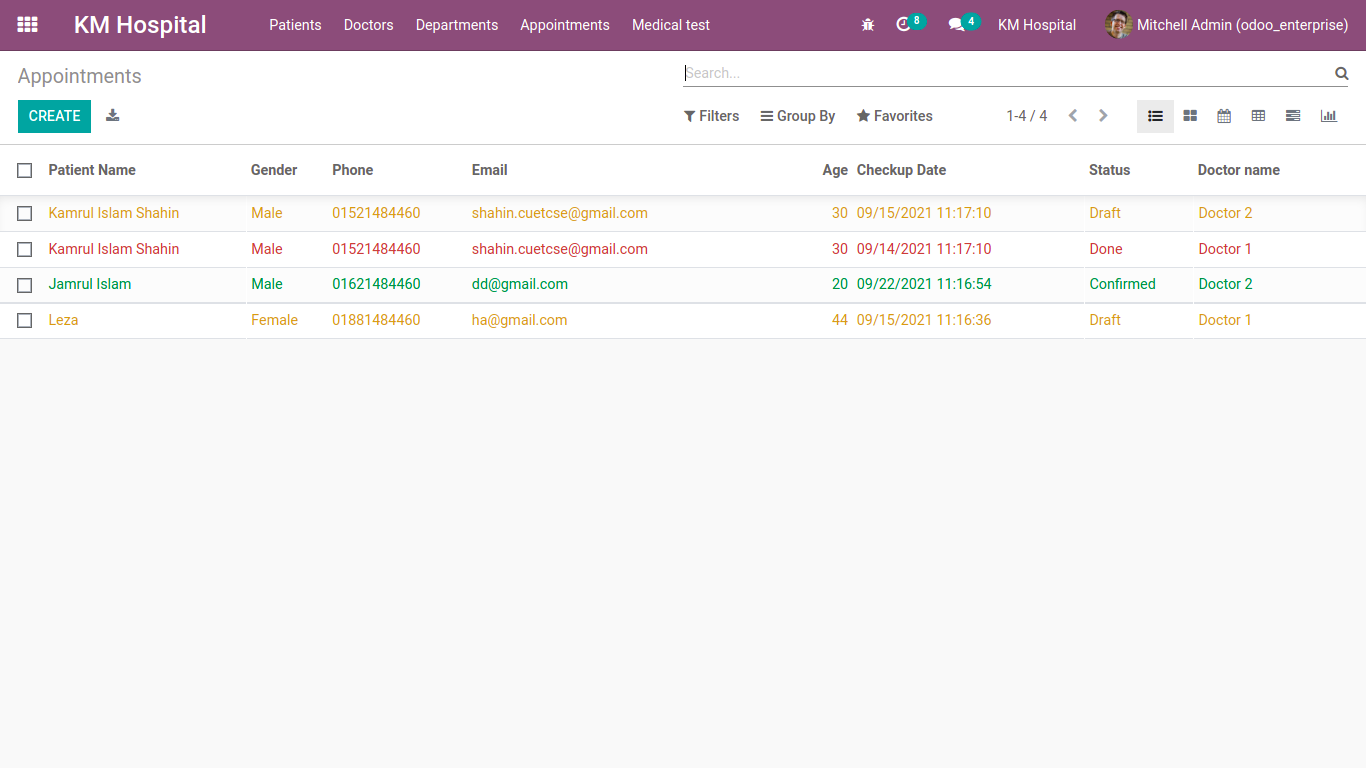 KM Hospital Patients Doctors Departments Appointments Medical test 8 4 KM Hospital Mitchell Admin (odoo_enterprise)
Appointments Search...
CREATE Filters Group By Favorites 1-4 / 4
Patient Name Gender Phone Email Age Checkup Date Status Doctor name
Kamrul Islam Shahin Male 01521484460 shahin.cuetcse@gmail.com 30 09/15/2021 11:17:10 Draft Doctor 2
Kamrul Islam Shahin Male 01521484460 shahin.cuetcse@gmail.com 30 09/14/2021 11:17:10 Done Doctor 1
Jamrul Islam Male 01621484460 dd@gmail.com 20 09/22/2021 11:16:54 Confirmed Doctor 2
Leza Female 01881484460 ha@gmail.com 44 09/15/2021 11:16:36 Draft Doctor 1